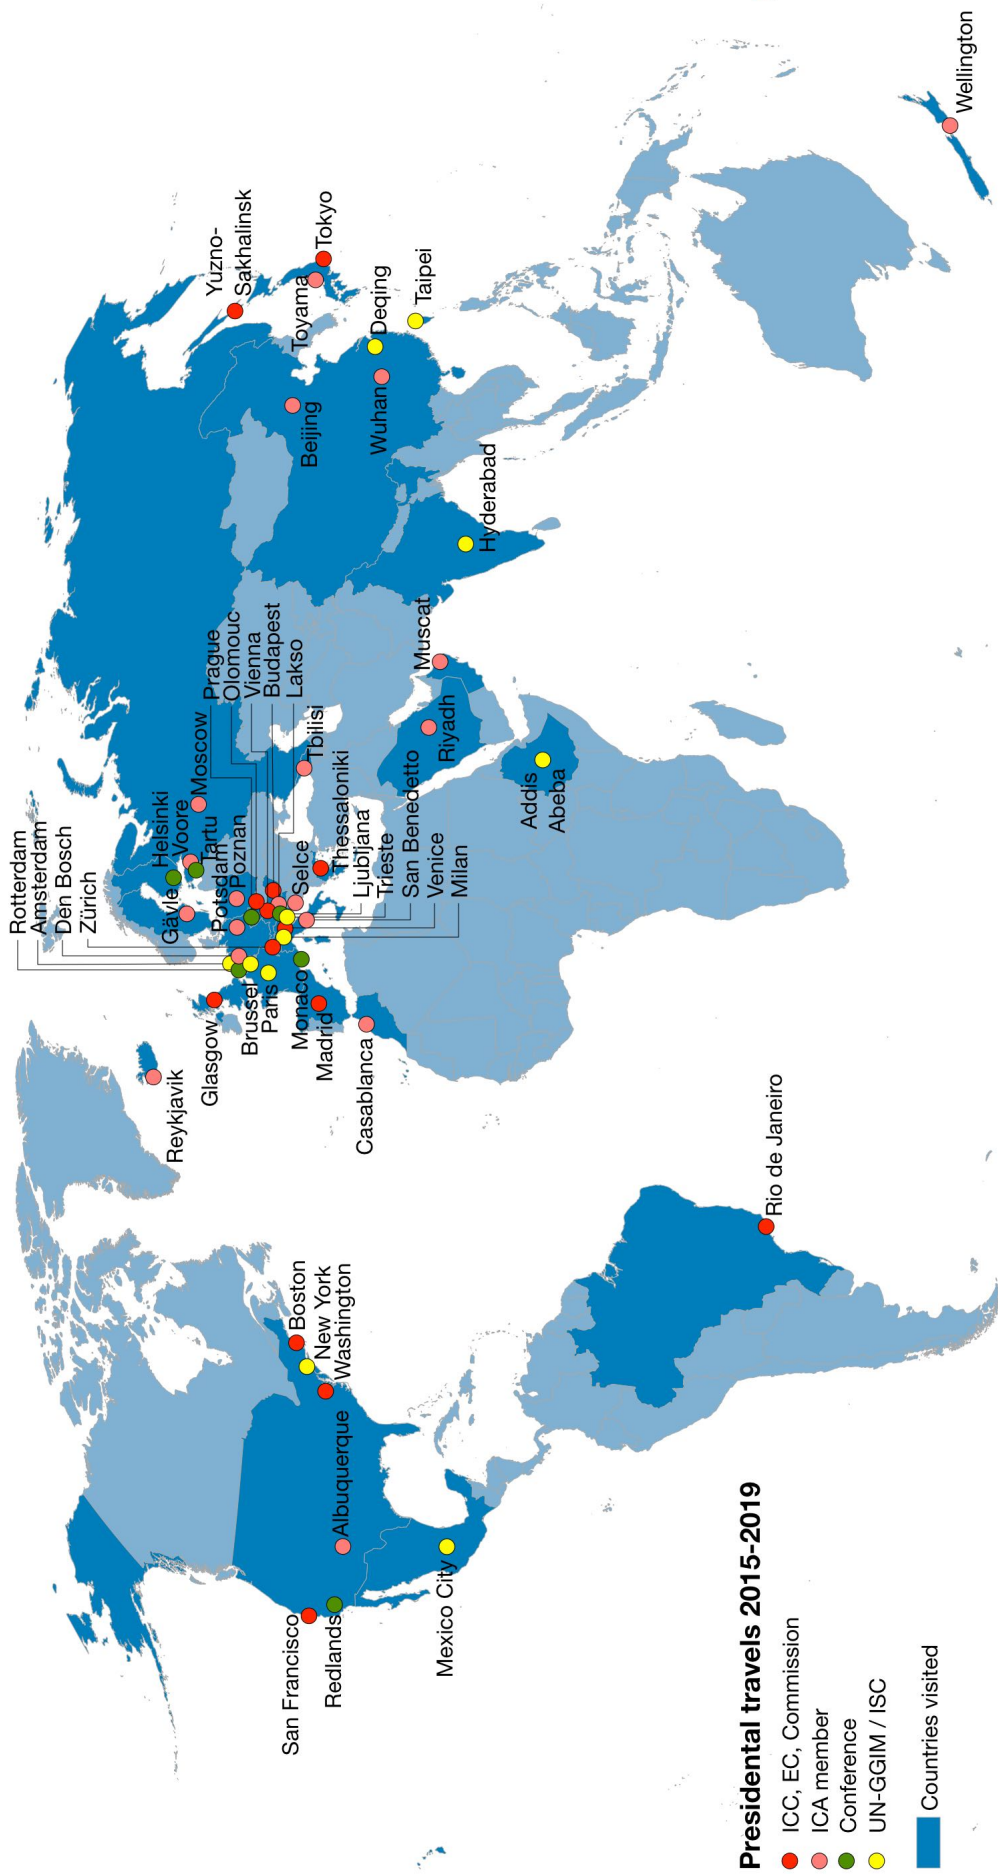 Rotterdam
Amsterdam
Den Bosch
Zürich
Helsinki
Voore
Tartu
Moscow
Prague
Olomouc
Vienna
Budapest
Lakso
Gävle
Potsdam
Poznan
Selce
Tbilisi
Thessaloniki
Ljubljana
Trieste
San Benedetto
Venice
Milan
Reykjavik
Glasgow
Brussel
Paris
Monaco
Madrid
Casablanca
Muscat
Riyadh
Addis
Abeba
Yuzno-
Sakhalinsk
Tokyo
Toyama
Beijing
Deqing
Wuhan
Taipei
Hyderabad
Wellington
Boston
New York
Washington
Albuquerque
San Francisco
Redlands
Mexico City
Rio de Janeiro
Presidental travels 2015-2019
ICC, EC, Commission
ICA member
Conference
UN-GGIM / ISC
Countries visited